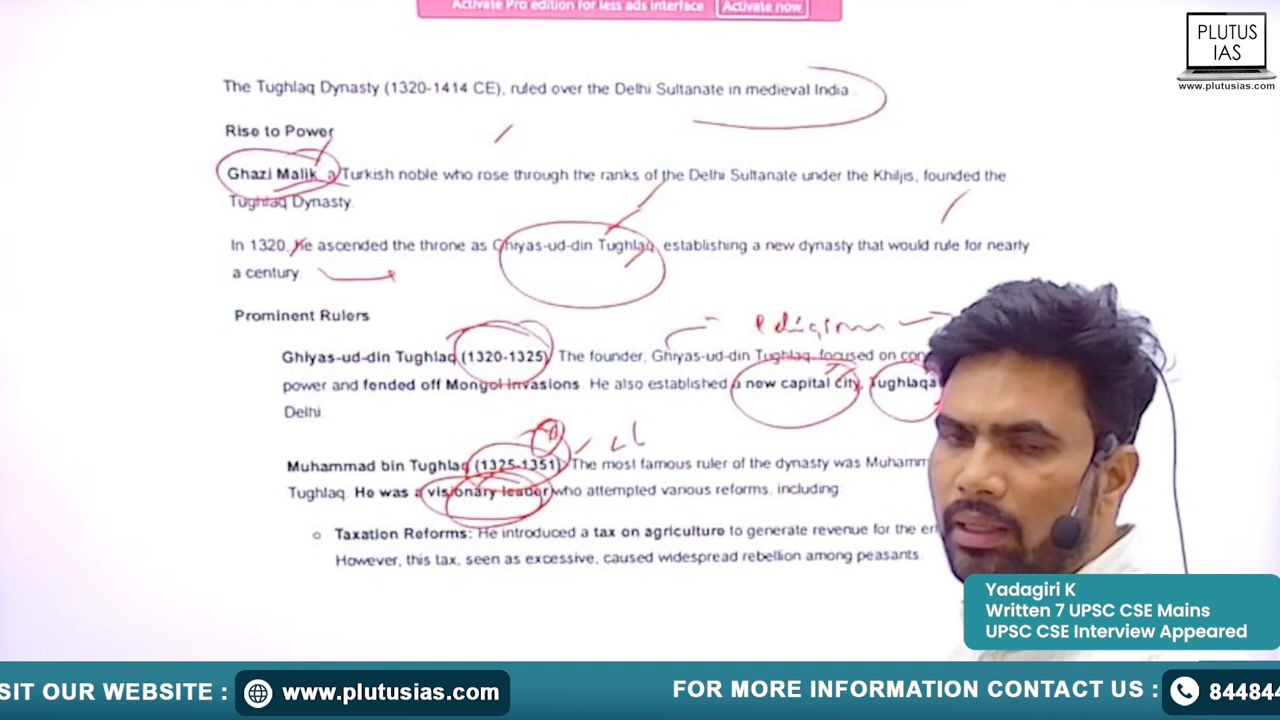 Activate Pro edition for less ads interface Activate now
PLUTUS
IAS
www.plutusias.com
The Tughlaq Dynasty (1320-1414 CE), ruled over the Delhi Sultanate in medieval India
Rise to Power
Ghazi Malik, a Turkish noble who rose through the ranks of the Delhi Sultanate under the Khiljis, founded the
Tughlaq Dynasty.
In 1320, he ascended the throne as Ghiyas-ud-din Tughlaq, establishing a new dynasty that would rule for nearly
a century.
Prominent Rulers
Religion
Ghiyas-ud-din Tughlaq (1320-1325) The founder, Ghiyas-ud-din Tughlaq, focused on con
power and fended off Mongol Invasions. He also established a new capital city, Tughlaqa
Delhi.
Muhammad bin Tughlaq (1325-1351) The most famous ruler of the dynasty was Muhamm
Tughlaq. He was a visionary leader who attempted various reforms, including:
o Taxation Reforms: He introduced a tax on agriculture to generate revenue for the em
However, this tax, seen as excessive, caused widespread rebellion among peasants.
Yadagiri K
Written 7 UPSC CSE Mains
UPSC CSE Interview Appeared
SIT OUR WEBSITE : www.plutusias.com FOR MORE INFORMATION CONTACT US : 84484